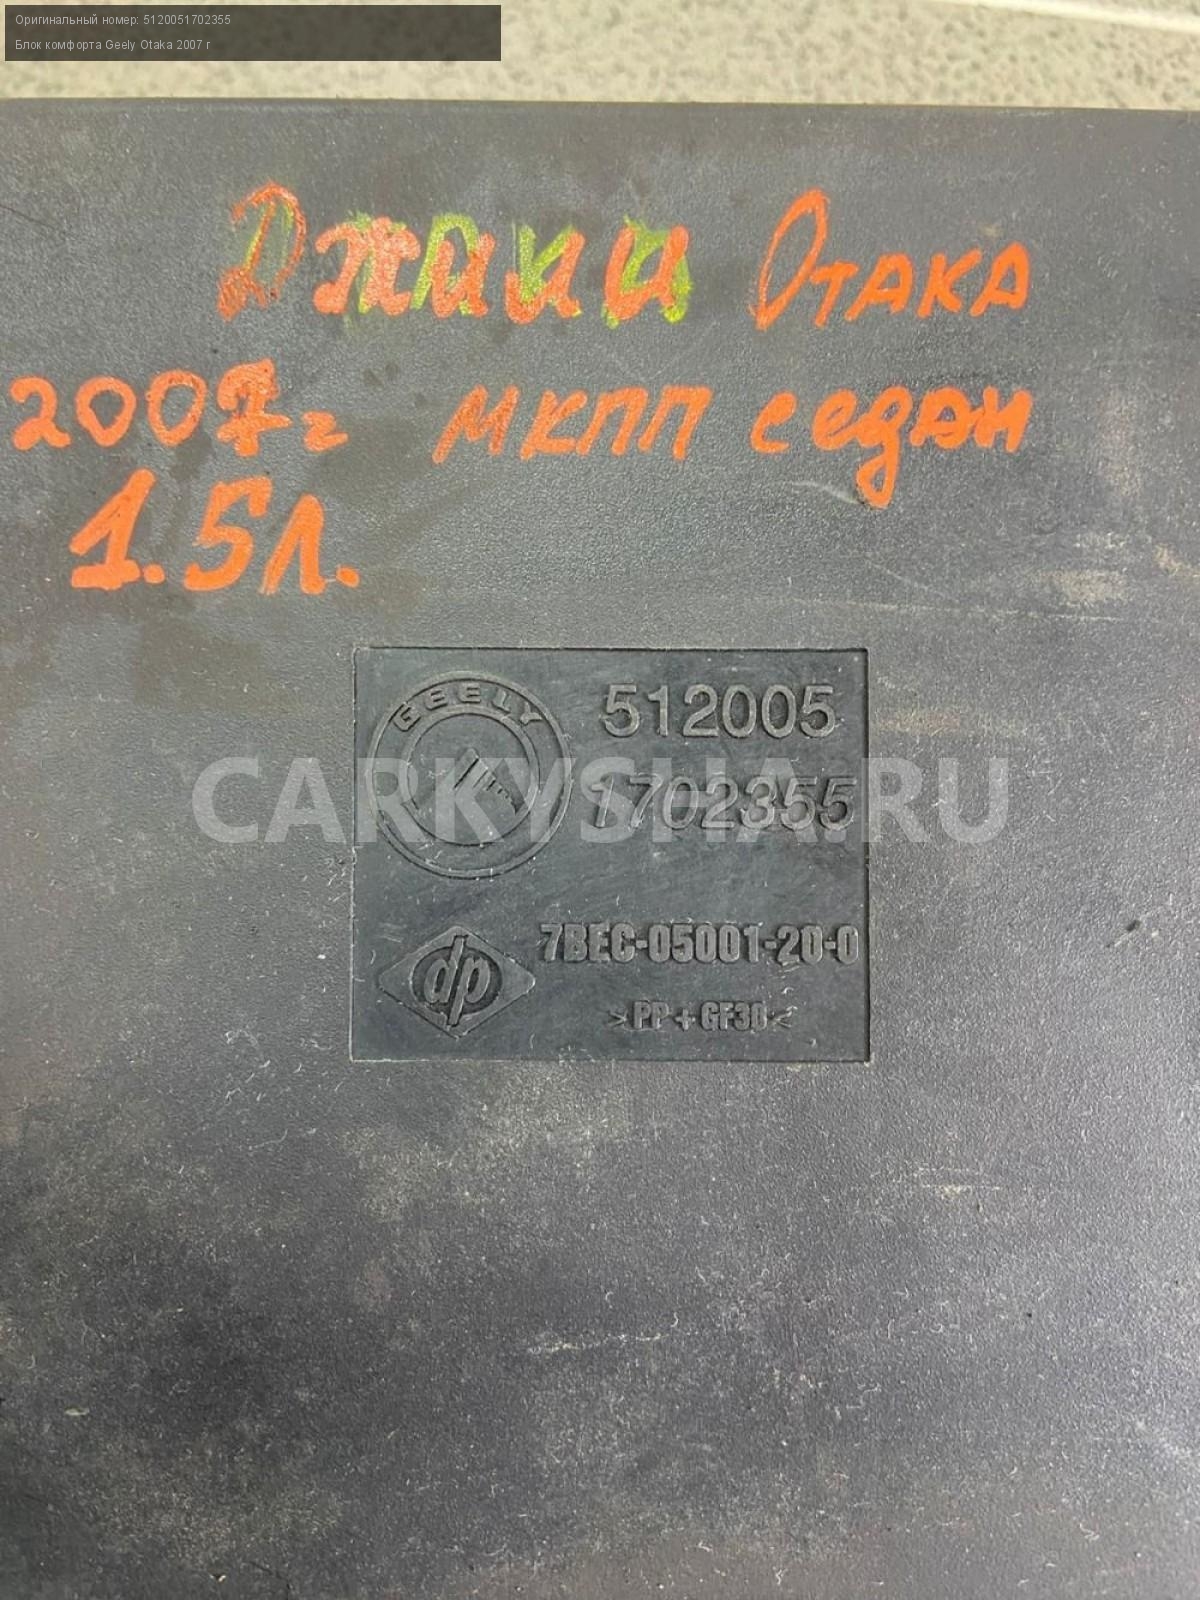 Оригинальный номер: 5120051702355
Блок комфорта Geely Otaka 2007 г
Джили Отака
2007г МКПП седан
1.5л.
GEELY
512005
1702355
CARKYSHA.RU
7BEC-05001-20-0
dp
>PP+GF30<